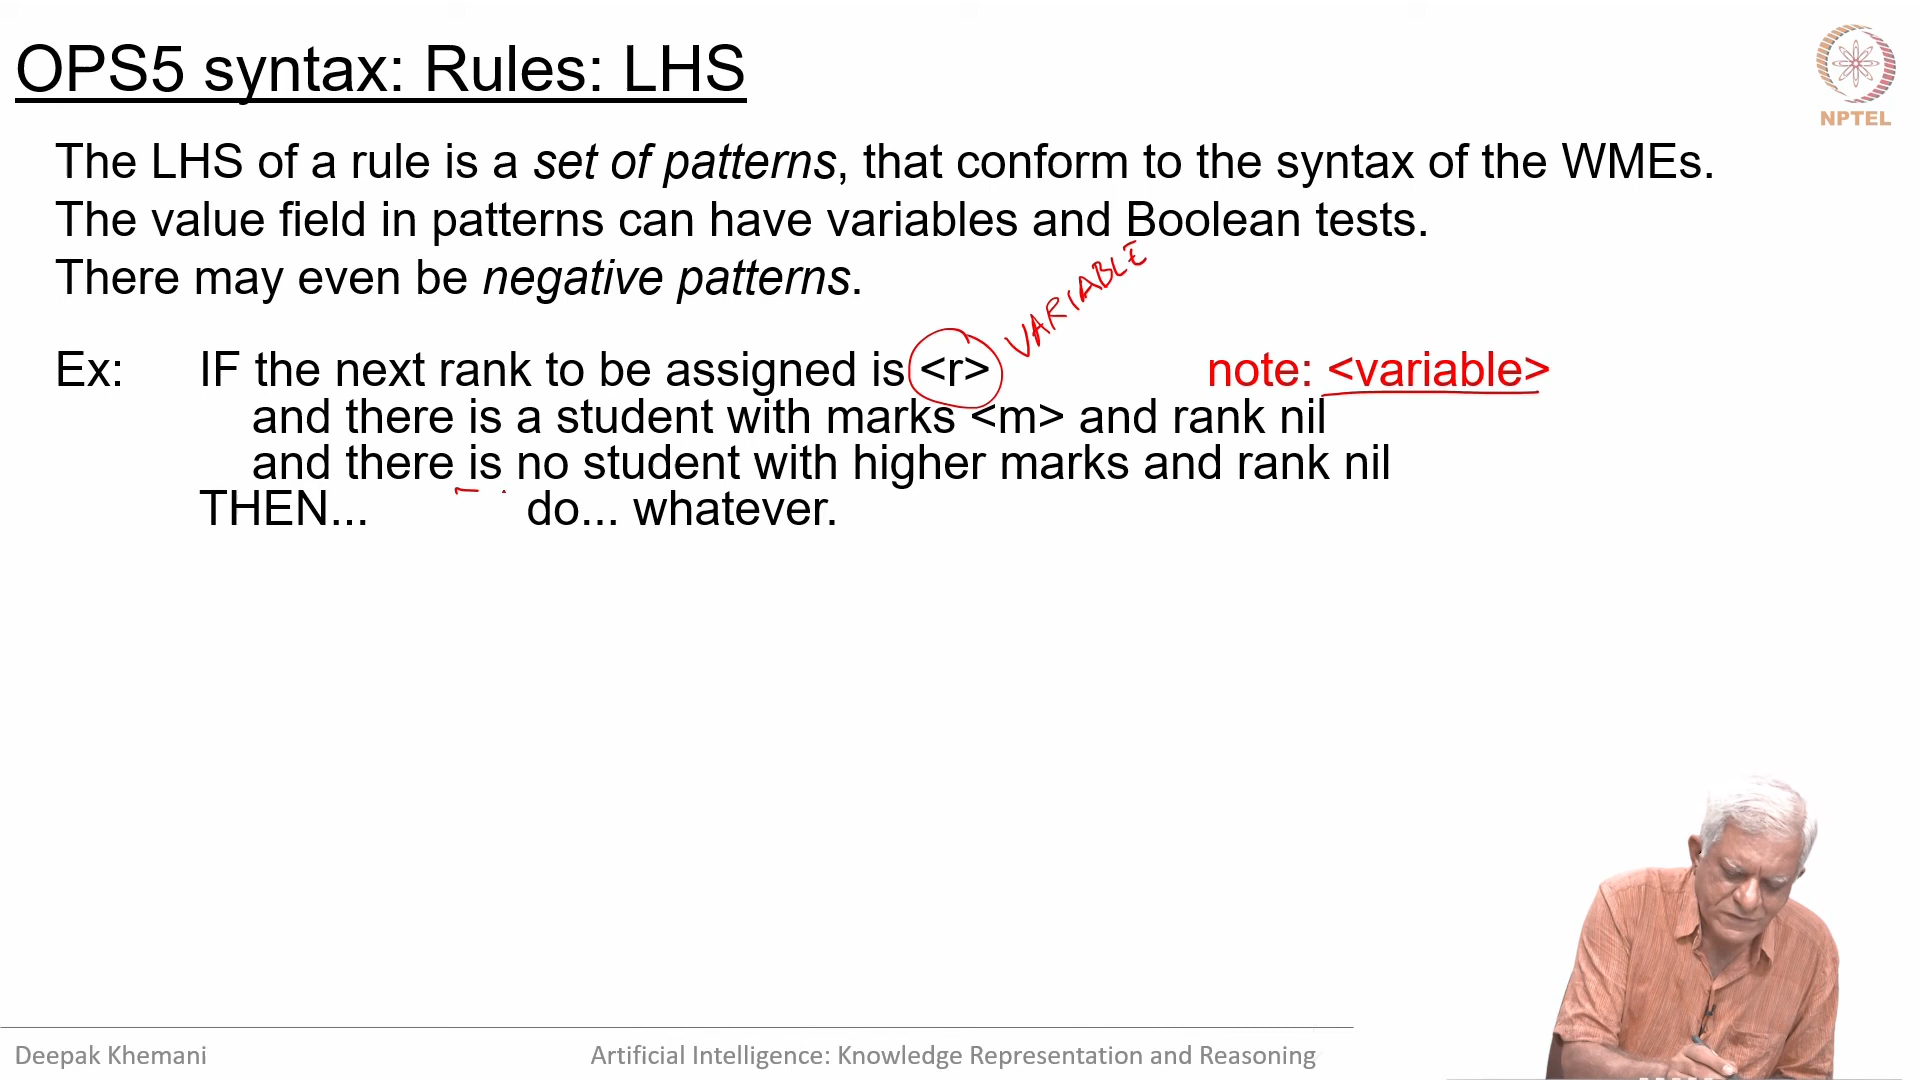 OPS5 syntax: Rules: LHS
NPTEL
The LHS of a rule is a set of patterns, that conform to the syntax of the WMEs.
The value field in patterns can have variables and Boolean tests.
There may even be negative patterns.
VARIABLE
Ex: IF the next rank to be assigned is <r> note: <variable>
and there is a student with marks <m> and rank nil
and there is no student with higher marks and rank nil
THEN... do... whatever.
Deepak Khemani Artificial Intelligence: Knowledge Representation and Reasoning